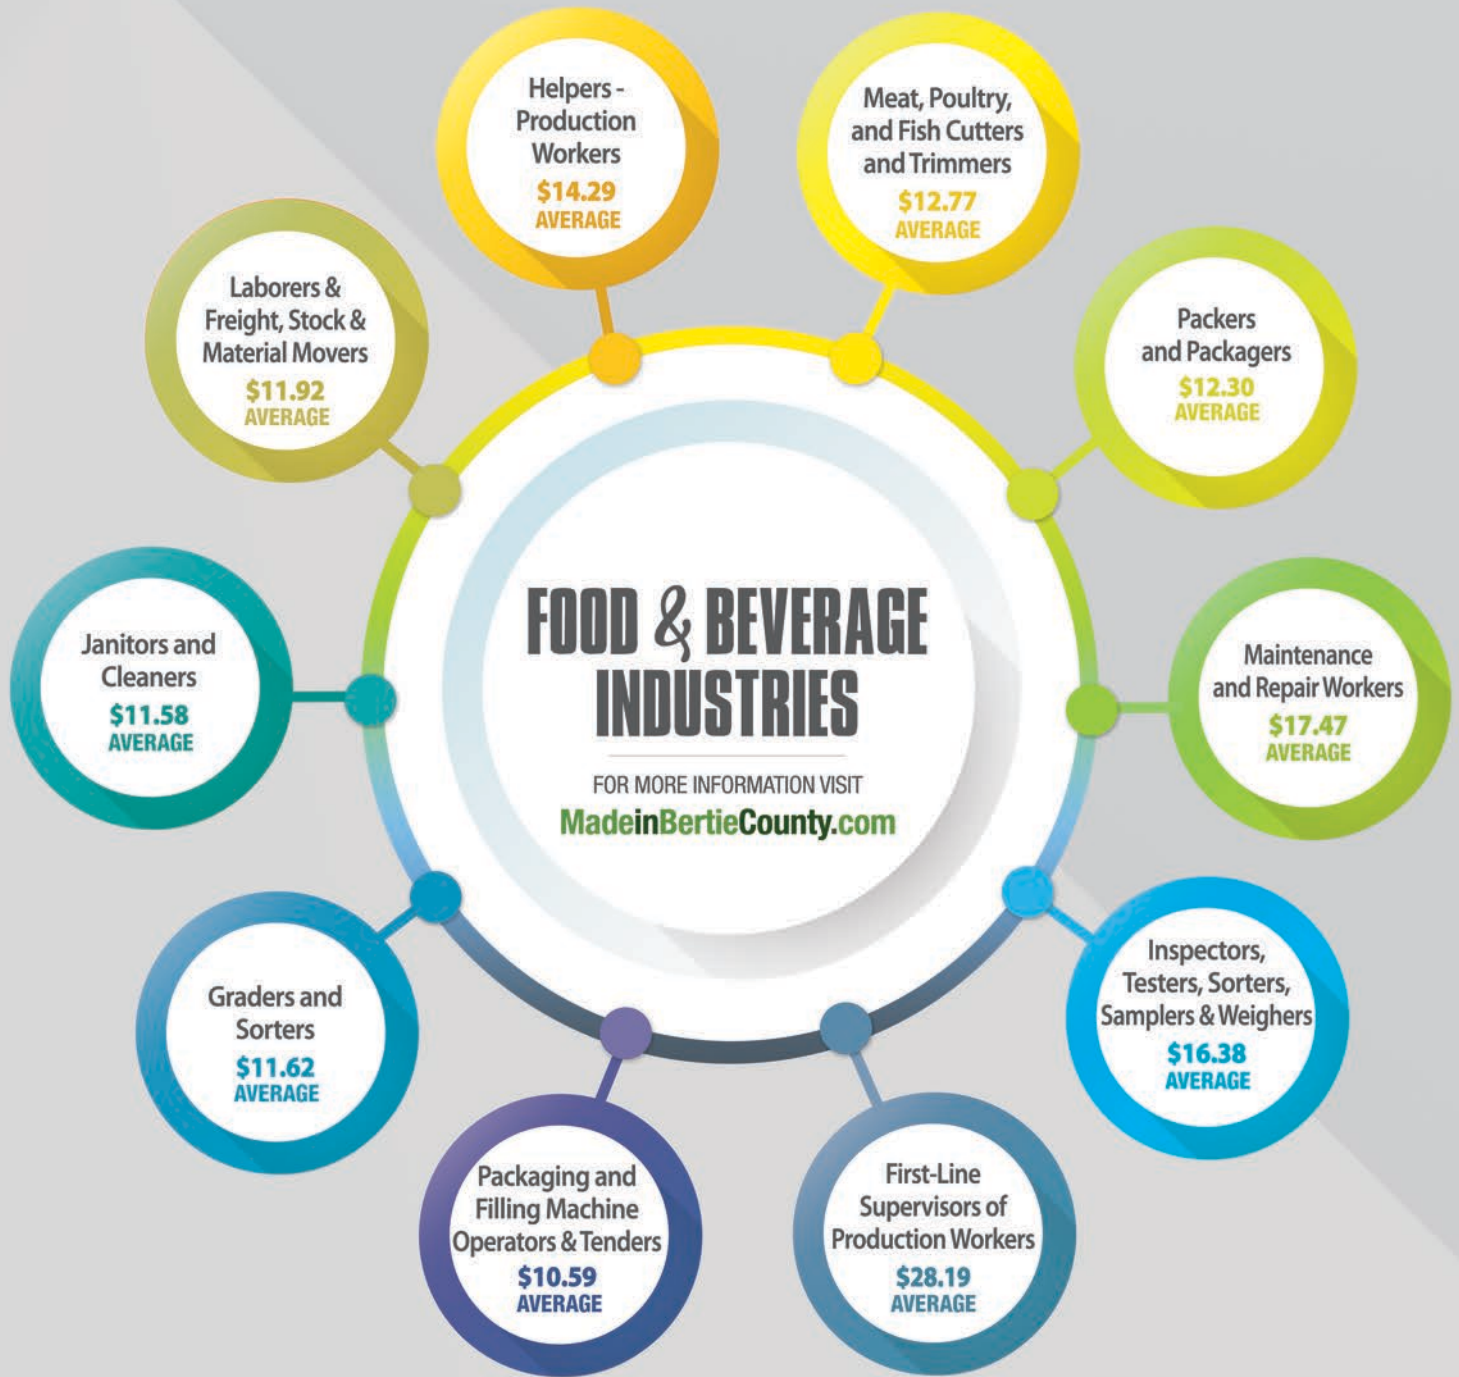 Helpers -
Production
Workers
$14.29
AVERAGE
Meat, Poultry,
and Fish Cutters
and Trimmers
$12.77
AVERAGE
Packers
and Packagers
$12.30
AVERAGE
Maintenance
and Repair Workers
$17.47
AVERAGE
Inspectors,
Testers, Sorters,
Samplers & Weighers
$16.38
AVERAGE
First-Line
Supervisors of
Production Workers
$28.19
AVERAGE
Packaging and
Filling Machine
Operators & Tenders
$10.59
AVERAGE
Graders and
Sorters
$11.62
AVERAGE
Janitors and
Cleaners
$11.58
AVERAGE
Laborers &
Freight, Stock &
Material Movers
$11.92
AVERAGE
FOOD & BEVERAGE
INDUSTRIES
FOR MORE INFORMATION VISIT
MadeinBertieCounty.com